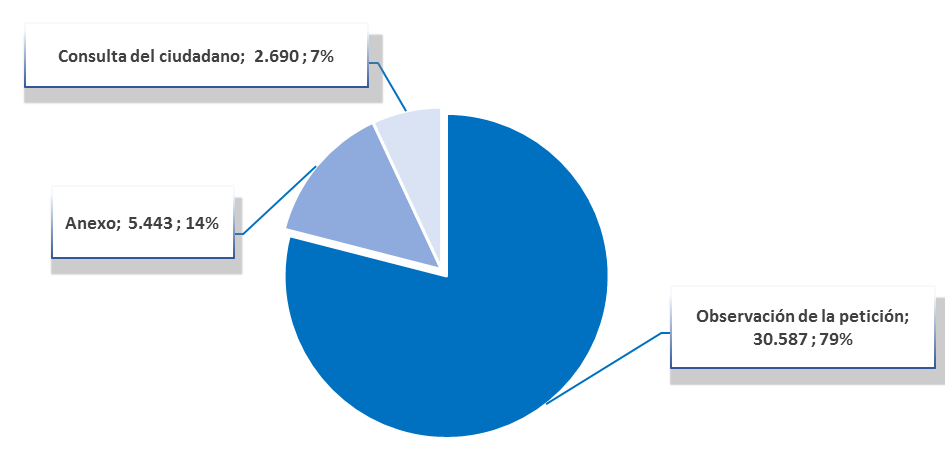 Consulta del ciudadano; 2.690 ; 7%
Anexo; 5.443 ; 14%
Observación de la petición;
30.587 ; 79%